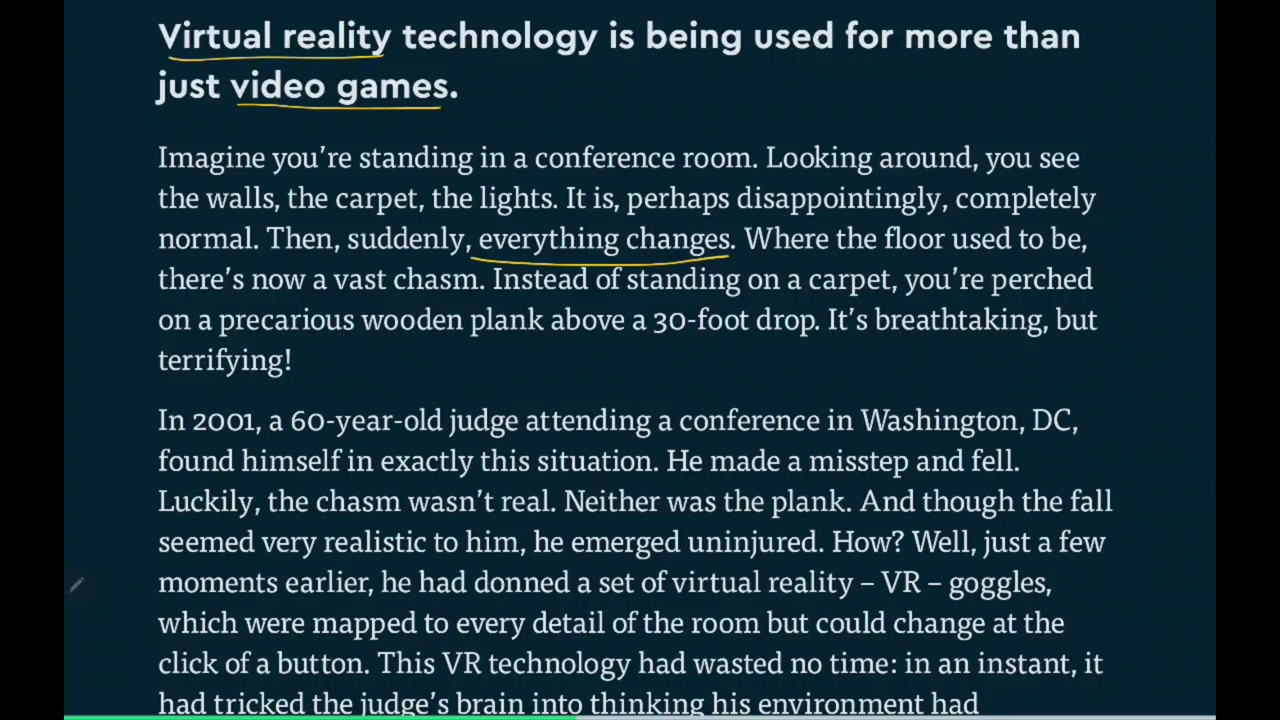 Virtual reality technology is being used for more than
just video games.
Imagine you’re standing in a conference room. Looking around, you see
the walls, the carpet, the lights. It is, perhaps disappointingly, completely
normal. Then, suddenly, everything changes. Where the floor used to be,
there’s now a vast chasm. Instead of standing on a carpet, you’re perched
on a precarious wooden plank above a 30-foot drop. It’s breathtaking, but
terrifying!
In 2001, a 60-year-old judge attending a conference in Washington, DC,
found himself in exactly this situation. He made a misstep and fell.
Luckily, the chasm wasn’t real. Neither was the plank. And though the fall
seemed very realistic to him, he emerged uninjured. How? Well, just a few
moments earlier, he had donned a set of virtual reality – VR – goggles,
which were mapped to every detail of the room but could change at the
click of a button. This VR technology had wasted no time: in an instant, it
had tricked the judge’s brain into thinking his environment had